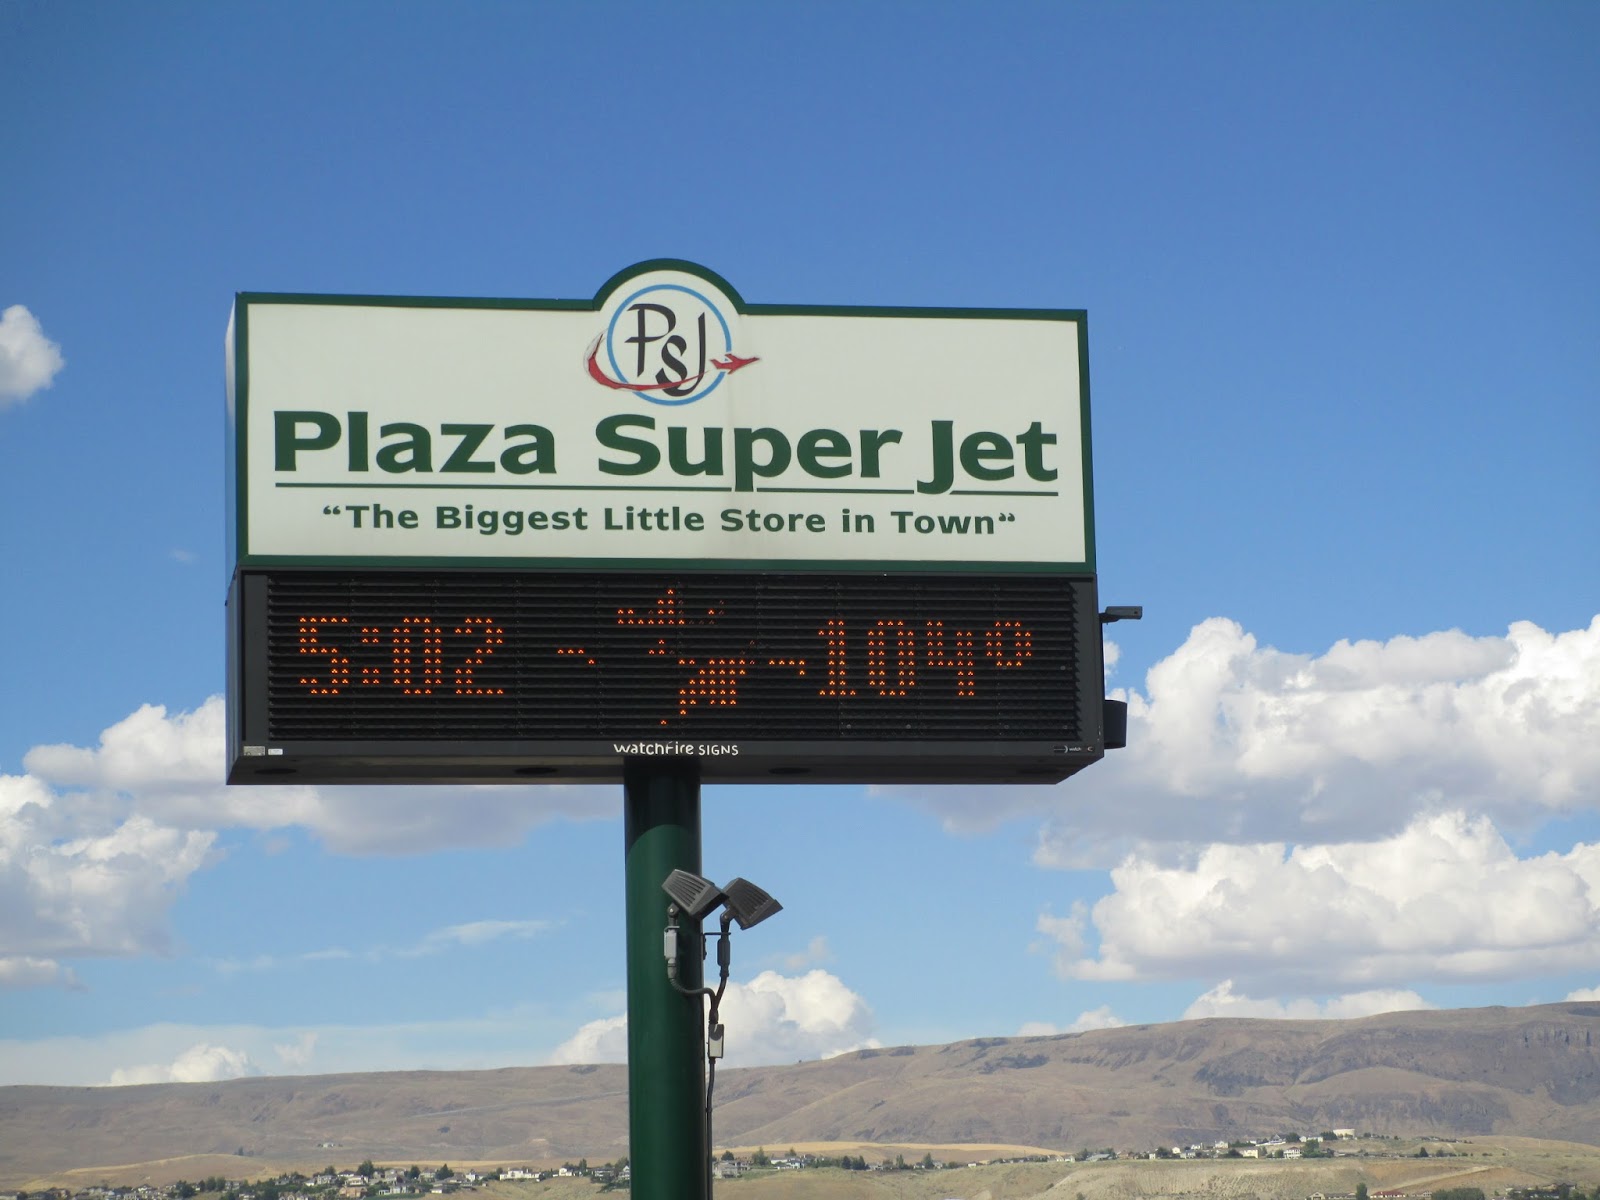 PSJ
Plaza Super Jet
“The Biggest Little Store in Town”
5:02 104°
watchfire SIGNS